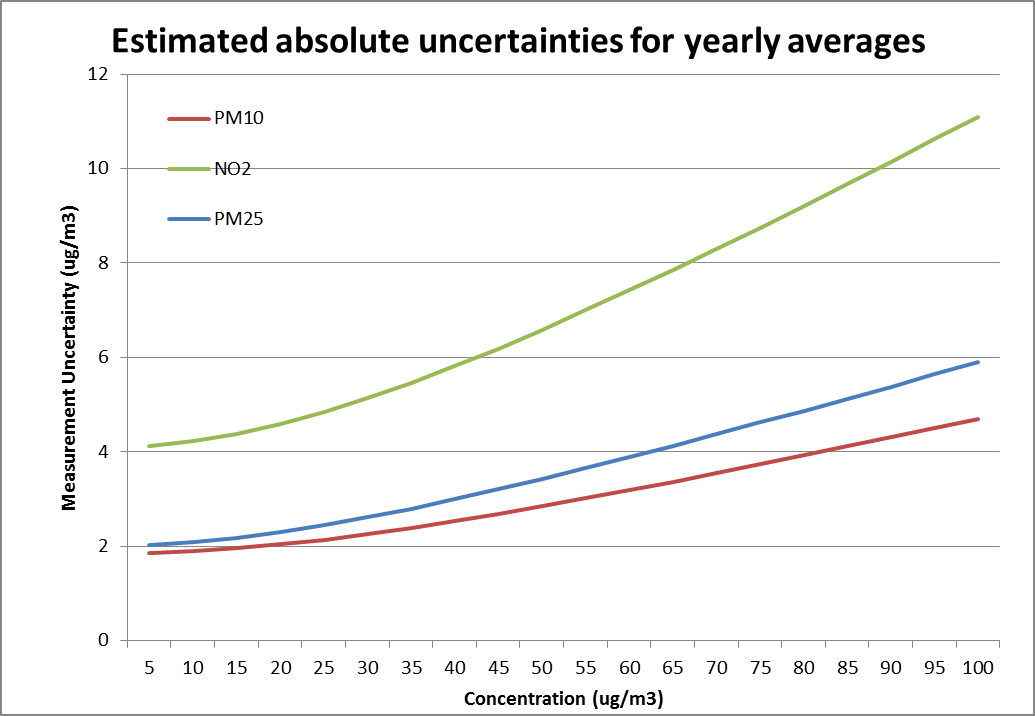 Estimated absolute uncertainties for yearly averages
12
10
8
6
4
2
0
Measurement Uncertainty (ug/m3)
PM10
NO2
PM25
5 10 15 20 25 30 35 40 45 50 55 60 65 70 75 80 85 90 95 100
Concentration (ug/m3)